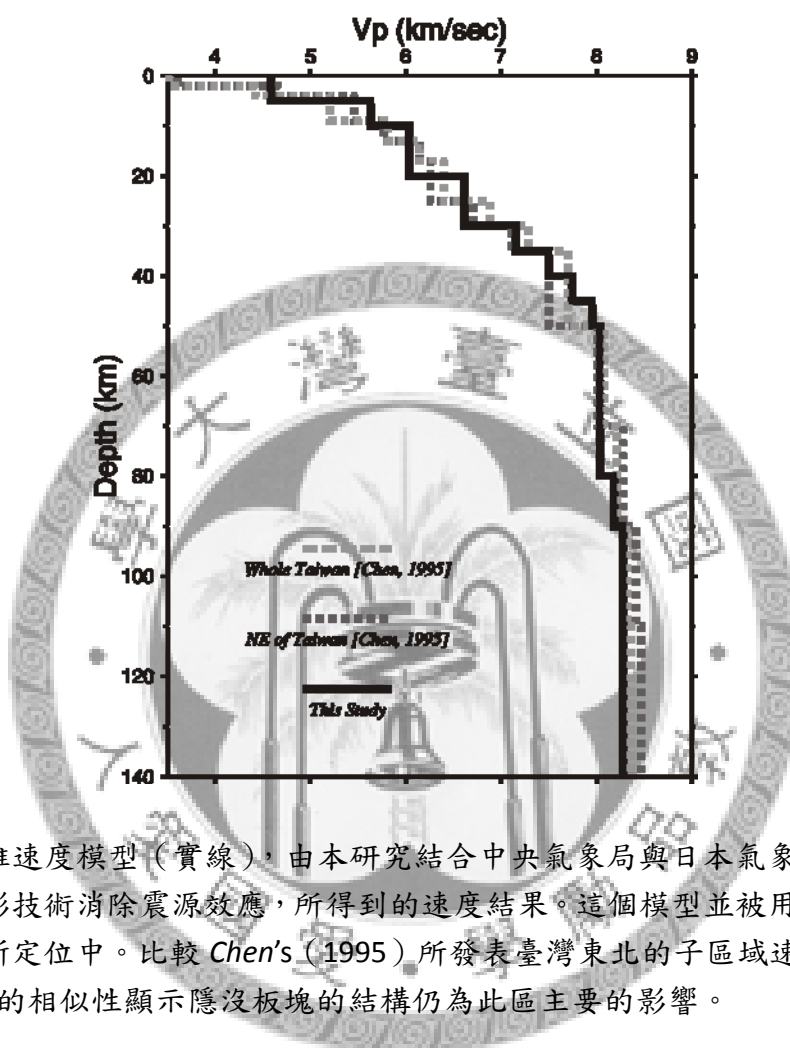 Vp (km/sec)
4 5 6 7 8 9
0
20
40
60
80
100
120
140
Depth (km)
Whole Taiwan [Chen, 1995]
NE of Taiwan [Chen, 1995]
This Study
國立臺灣大學
速度模型（實線），由本研究結合中央氣象局與日本氣象
技術消除震源效應，所得到的速度結果。這個模型並被用
定位中。比較 Chen's（1995）所發表臺灣東北的子區域速
的相似性顯示隱沒板塊的結構仍為此區主要的影響。